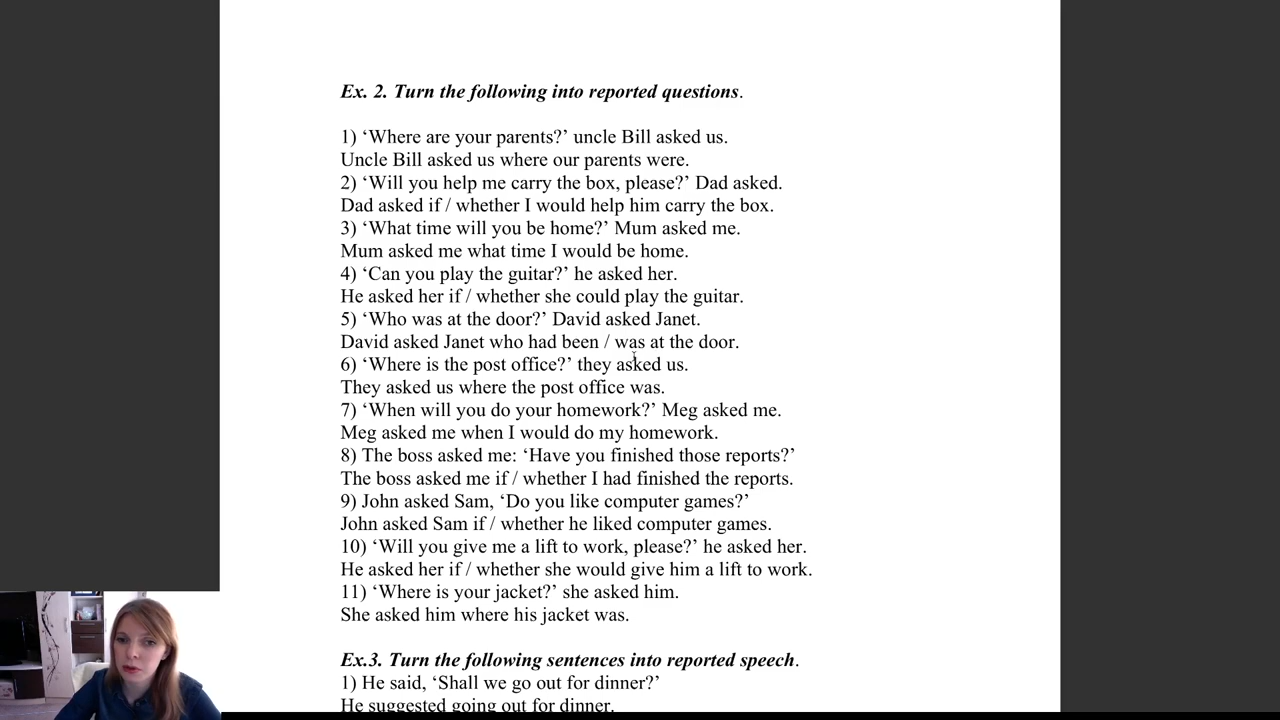 Ex. 2. Turn the following into reported questions.
1) ‘Where are your parents?’ uncle Bill asked us.
Uncle Bill asked us where our parents were.
2) ‘Will you help me carry the box, please?’ Dad asked.
Dad asked if / whether I would help him carry the box.
3) ‘What time will you be home?’ Mum asked me.
Mum asked me what time I would be home.
4) ‘Can you play the guitar?’ he asked her.
He asked her if / whether she could play the guitar.
5) ‘Who was at the door?’ David asked Janet.
David asked Janet who had been / was at the door.
6) ‘Where is the post office?’ they asked us.
They asked us where the post office was.
7) ‘When will you do your homework?’ Meg asked me.
Meg asked me when I would do my homework.
8) The boss asked me: ‘Have you finished those reports?’
The boss asked me if / whether I had finished the reports.
9) John asked Sam, ‘Do you like computer games?’
John asked Sam if / whether he liked computer games.
10) ‘Will you give me a lift to work, please?’ he asked her.
He asked her if / whether she would give him a lift to work.
11) ‘Where is your jacket?’ she asked him.
She asked him where his jacket was.
Ex.3. Turn the following sentences into reported speech.
1) He said, ‘Shall we go out for dinner?’
He suggested going out for dinner.